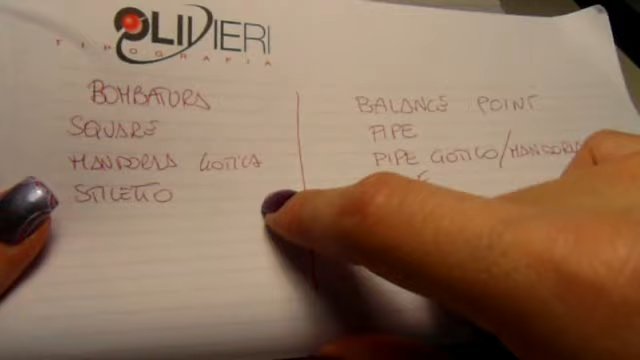 OLIVIERI
TIPOGRAFIA
BOMBATURA
SQUARE
MANDORLA GOTICA
STILETTO
BALANCE POINT
PIPE
PIPE GOTICO/MANDORLA